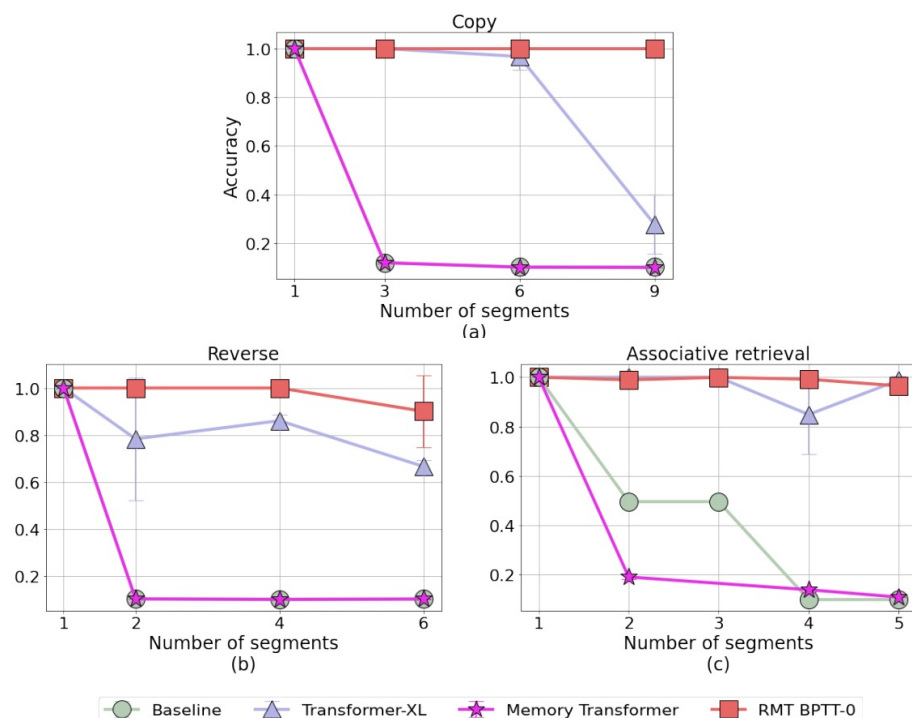 Copy
1.0
0.8
0.6
0.4
0.2
Accuracy
1 3 6 9
Number of segments
(a)
Reverse
1.0
0.8
0.6
0.4
0.2
1 2 4 6
Number of segments
(b)
Associative retrieval
1.0
0.8
0.6
0.4
0.2
1 2 3 4 5
Number of segments
(c)
Baseline Transformer-XL Memory Transformer RMT BPTT-0